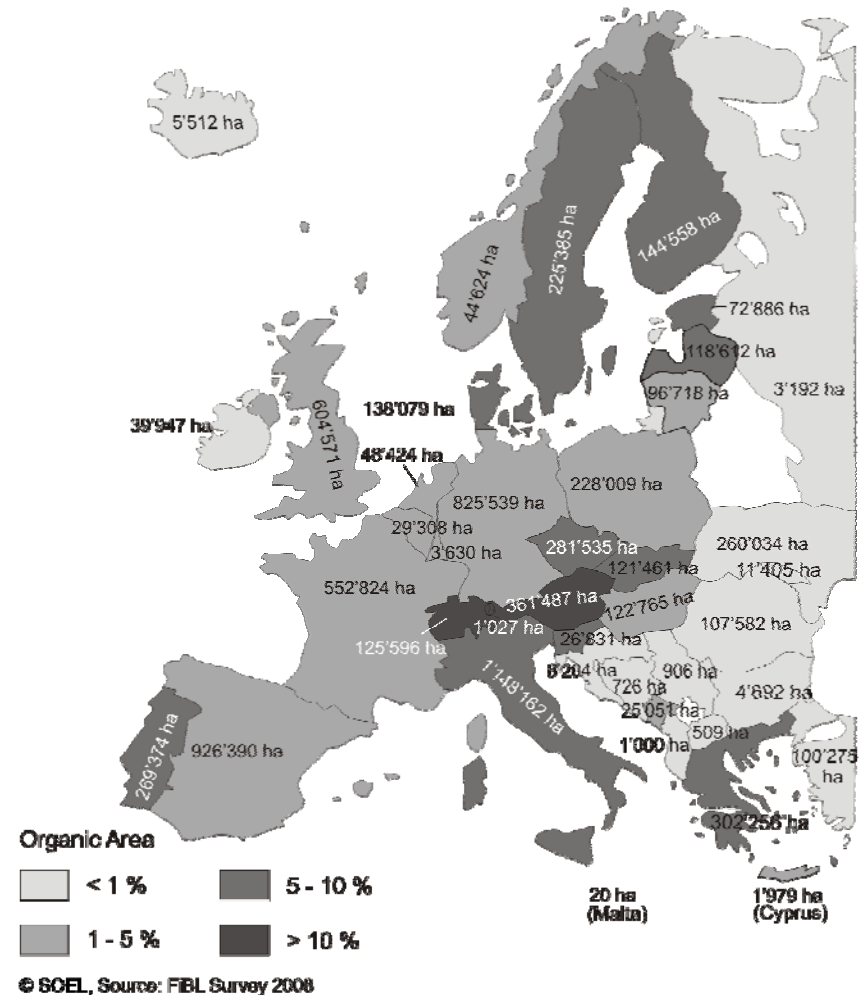 5'512 ha
44'624 ha
225'385 ha
144'558 ha
72'886 ha
118'612 ha
96'718 ha
3'192 ha
39'947 ha
604'571 ha
138'079 ha
48'424 ha
825'539 ha
228'009 ha
29'308 ha
3'630 ha
281'535 ha
121'461 ha
260'034 ha
11'405 ha
552'824 ha
361'487 ha
122'765 ha
107'582 ha
125'596 ha
1'027 ha
26'831 ha
ha
906 ha
726 ha
4'692 ha
25'051 ha
509 ha
1'000 ha
100'275
ha
1'148'162 ha
926'390 ha
269'374 ha
302'256 ha
20 ha
(Malta)
1'979 ha
(Cyprus)
Organic Area
< 1 %
5 - 10 %
1 - 5 %
> 10 %
© SOEL, Source: FiBL Survey 2008